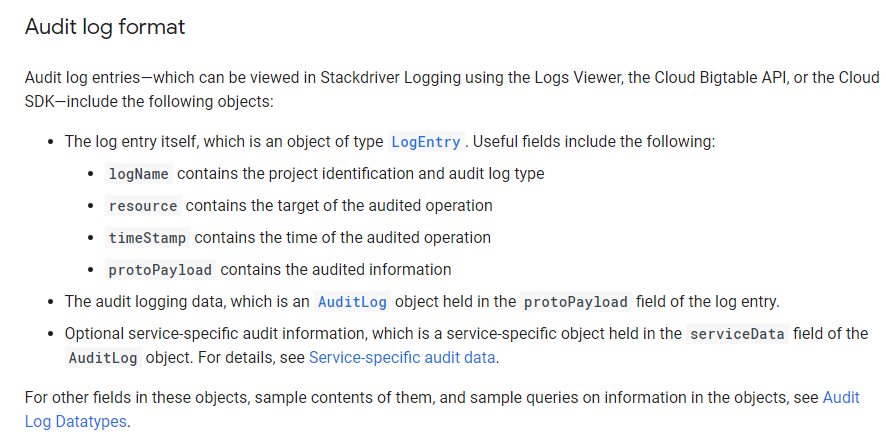 Audit log format
Audit log entries—which can be viewed in Stackdriver Logging using the Logs Viewer, the Cloud Bigtable API, or the Cloud
SDK—include the following objects:
• The log entry itself, which is an object of type LogEntry. Useful fields include the following:
• logName contains the project identification and audit log type
• resource contains the target of the audited operation
• timeStamp contains the time of the audited operation
• protoPayload contains the audited information
• The audit logging data, which is an AuditLog object held in the protoPayload field of the log entry.
• Optional service-specific audit information, which is a service-specific object held in the serviceData field of the
AuditLog object. For details, see Service-specific audit data.
For other fields in these objects, sample contents of them, and sample queries on information in the objects, see Audit
Log Datatypes.